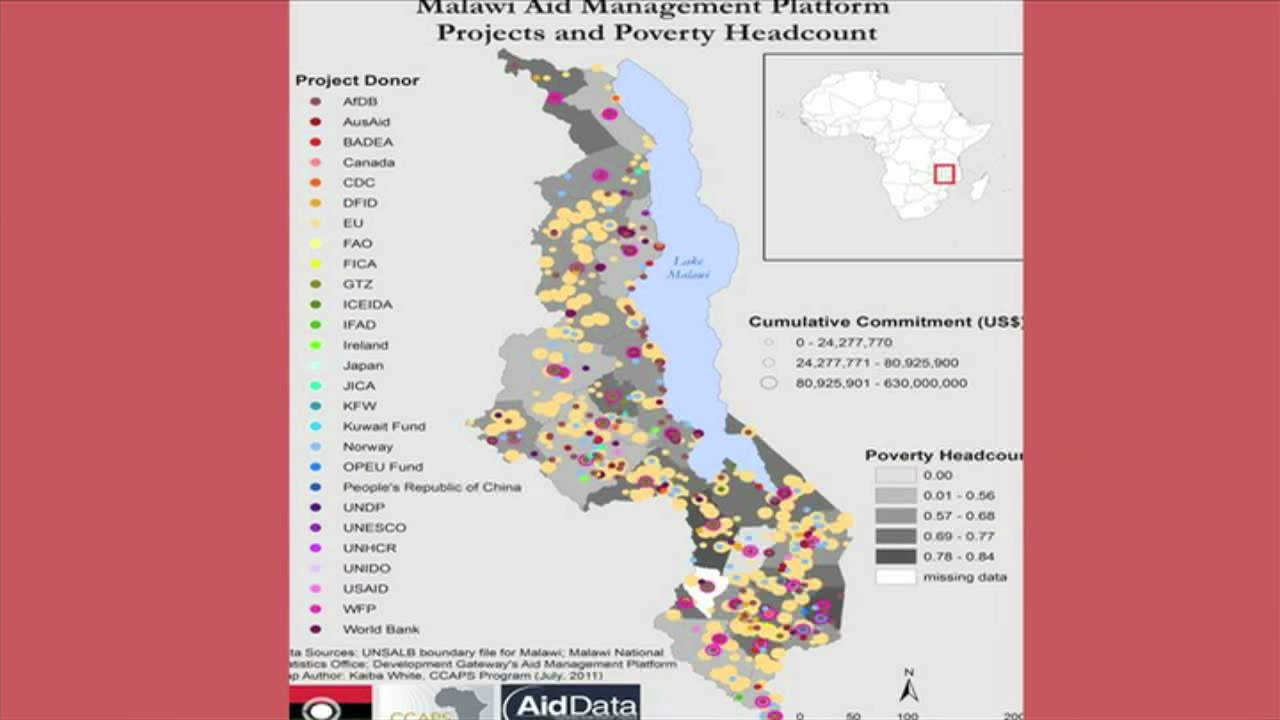 Malawi Aid Management Platform
Projects and Poverty Headcount
Project Donor
AfDB
AusAid
BADEA
Canada
CDC
DFID
EU
FAO
FICA
GTZ
ICEIDA
IFAD
Ireland
Japan
JICA
KFW
Kuwait Fund
Norway
OPEU Fund
People's Republic of China
UNDP
UNESCO
UNHCR
UNIDO
USAID
WFP
World Bank
Lake
Malawi
Cumulative Commitment (US$)
0 - 24,277,770
24,277,771 - 80,925,900
80,925,901 - 630,000,000
Poverty Headcour
0.00
0.01 - 0.56
0.57 - 0.68
0.69 - 0.77
0.78 - 0.84
missing data
ta Sources: UNSALB boundary file for Malawi; Malawi National
atistics Office; Development Gateway's Aid Management Platform
ap Author: Kaiba White, CCAPS Program (July, 2011)
CCAPS
AidData
N
0 50 100 200